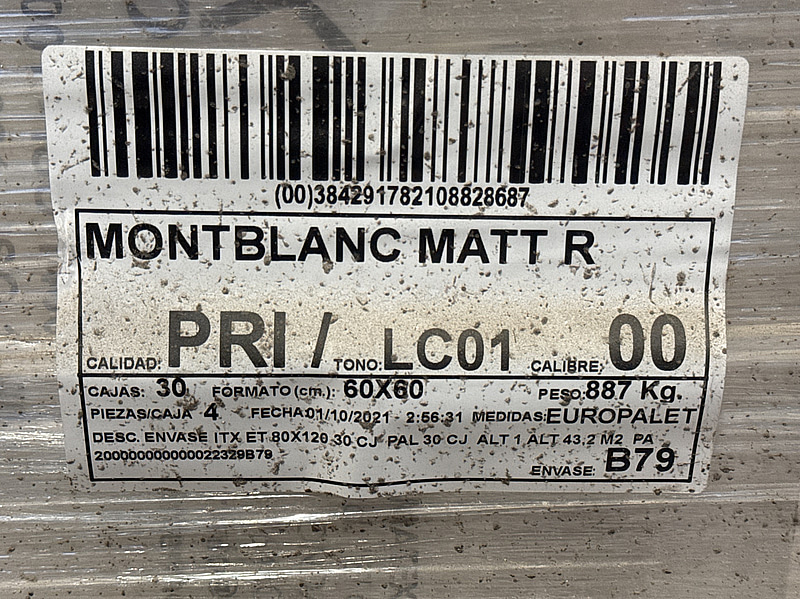 (00)384291782108828687
MONTBLANC MATT R
CALIDAD: PRI / TONO: LC01 CALIBRE: 00
CAJAS: 30 FORMATO (cm.): 60X60 PESO: 887 Kg.
PIEZAS/CAJA 4 FECHA: 01/10/2021 - 2:56:31 MEDIDAS: EUROPALET
DESC. ENVASE ITX ET 80X120 30 CJ PAL 30 CJ ALT 1 ALT 43,2 M2 PA
200000000000022329B79
ENVASE: B79